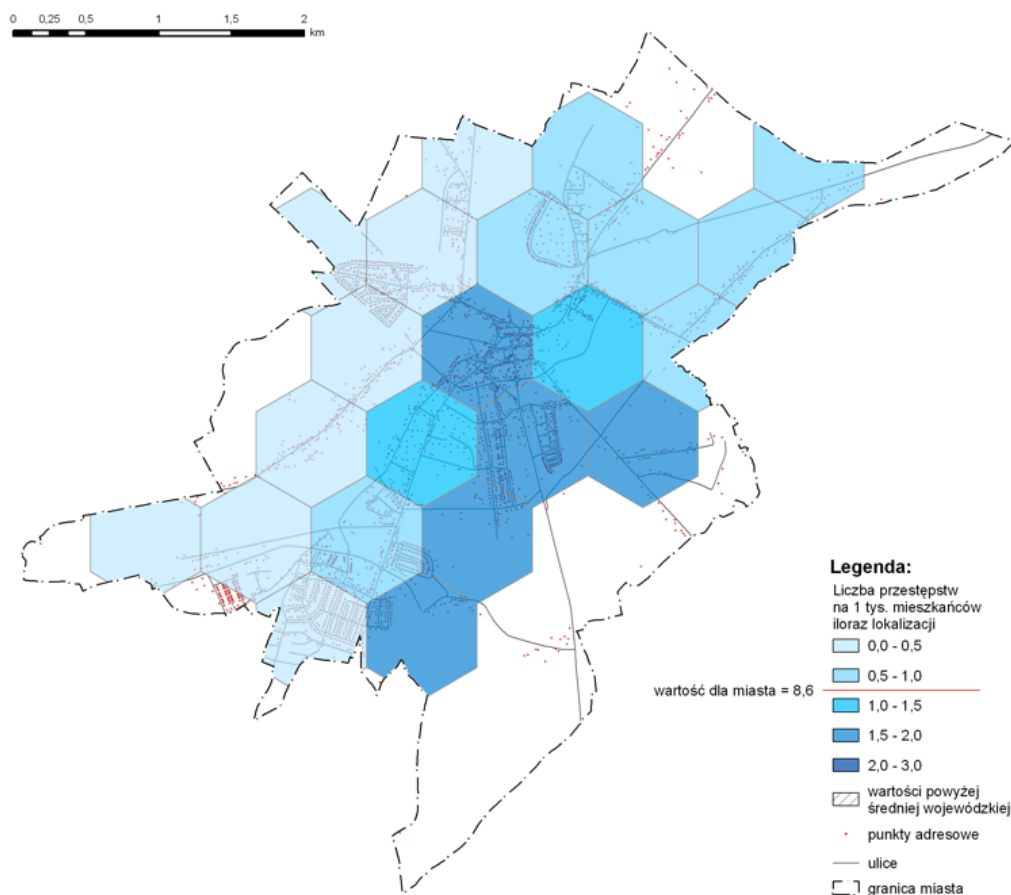 0 0,25 0,5 1 1,5 2
km
Legenda:
Liczba przestępstw
na 1 tys. mieszkańców
iloraz lokalizacji
0,0 - 0,5
0,5 - 1,0
wartość dla miasta = 8,6
1,0 - 1,5
1,5 - 2,0
2,0 - 3,0
wartości powyżej
średniej wojewódzkiej
punkty adresowe
ulice
granica miasta